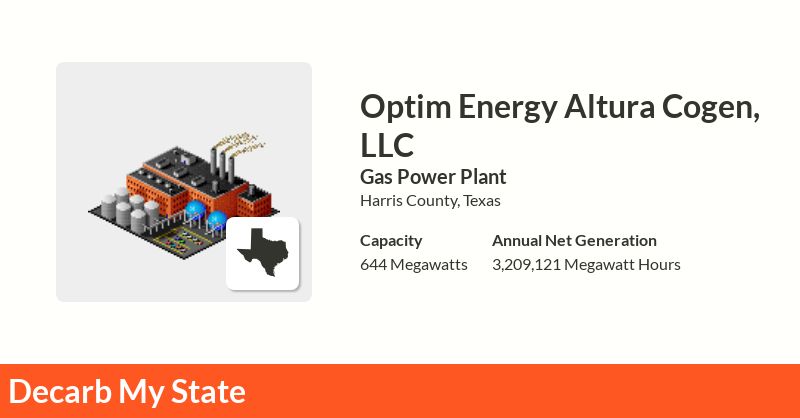 Optim Energy Altura Cogen,
LLC
Gas Power Plant
Harris County, Texas
Capacity Annual Net Generation
644 Megawatts 3,209,121 Megawatt Hours
Decarb My State